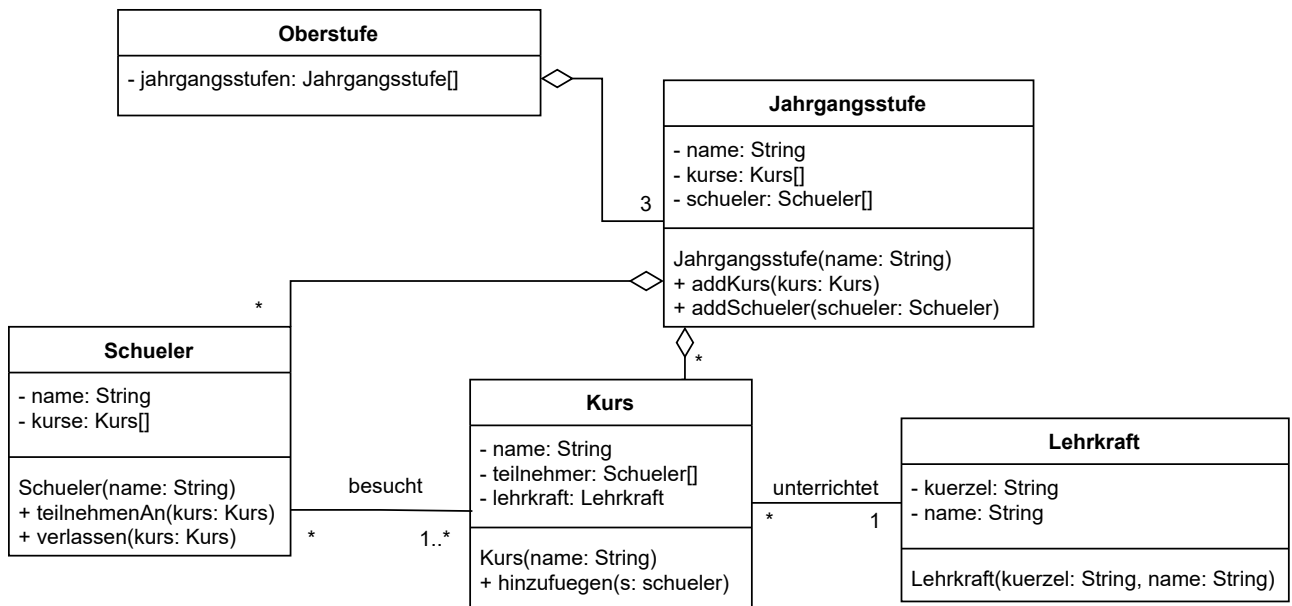 Oberstufe
- jahrgangsstufen: Jahrgangsstufe[]
Jahrgangsstufe
- name: String
- kurse: Kurs[]
- schueler: Schueler[]
3
Jahrgangsstufe(name: String)
+ addKurs(kurs: Kurs)
+ addSchueler(schueler: Schueler)
*
*
Schueler
- name: String
- kurse: Kurs[]
Schueler(name: String)
+ teilnehmenAn(kurs: Kurs)
+ verlassen(kurs: Kurs)
besucht
*
1..*
Kurs
- name: String
- teilnehmer: Schueler[]
- lehrkraft: Lehrkraft
Kurs(name: String)
+ hinzufuegen(s: schueler)
unterrichtet
*
1
Lehrkraft
- kuerzel: String
- name: String
Lehrkraft(kuerzel: String, name: String)